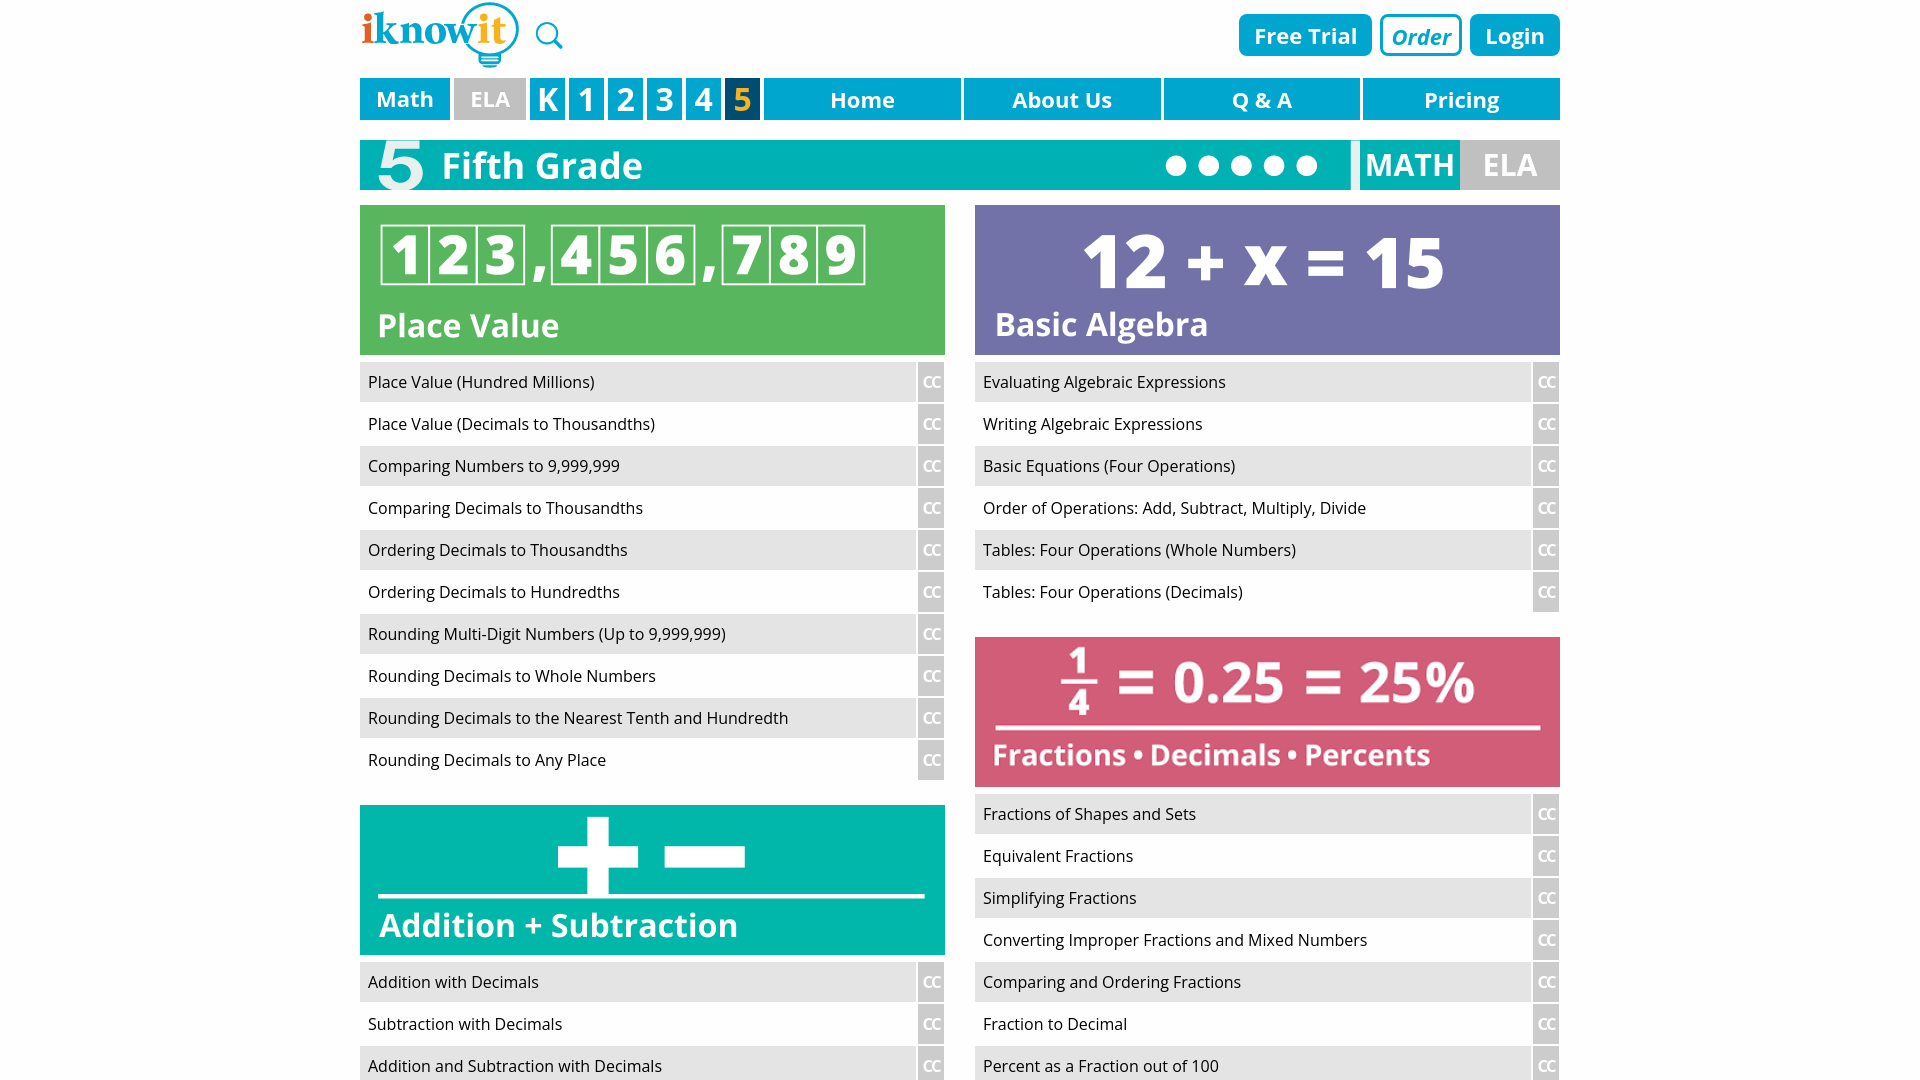 iknowit
Free Trial
Order
Login
Math
ELA
K
1
2
3
4
5
Home
About Us
Q & A
Pricing
5 Fifth Grade
MATH
ELA
123,456,789
Place Value
Place Value (Hundred Millions) CC
Place Value (Decimals to Thousandths) CC
Comparing Numbers to 9,999,999 CC
Comparing Decimals to Thousandths CC
Ordering Decimals to Thousandths CC
Ordering Decimals to Hundredths CC
Rounding Multi-Digit Numbers (Up to 9,999,999) CC
Rounding Decimals to Whole Numbers CC
Rounding Decimals to the Nearest Tenth and Hundredth CC
Rounding Decimals to Any Place CC
+ −
Addition + Subtraction
Addition with Decimals CC
Subtraction with Decimals CC
Addition and Subtraction with Decimals CC
12 + x = 15
Basic Algebra
Evaluating Algebraic Expressions CC
Writing Algebraic Expressions CC
Basic Equations (Four Operations) CC
Order of Operations: Add, Subtract, Multiply, Divide CC
Tables: Four Operations (Whole Numbers) CC
Tables: Four Operations (Decimals) CC
1/4 = 0.25 = 25%
Fractions • Decimals • Percents
Fractions of Shapes and Sets CC
Equivalent Fractions CC
Simplifying Fractions CC
Converting Improper Fractions and Mixed Numbers CC
Comparing and Ordering Fractions CC
Fraction to Decimal CC
Percent as a Fraction out of 100 CC